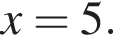 x = 5.